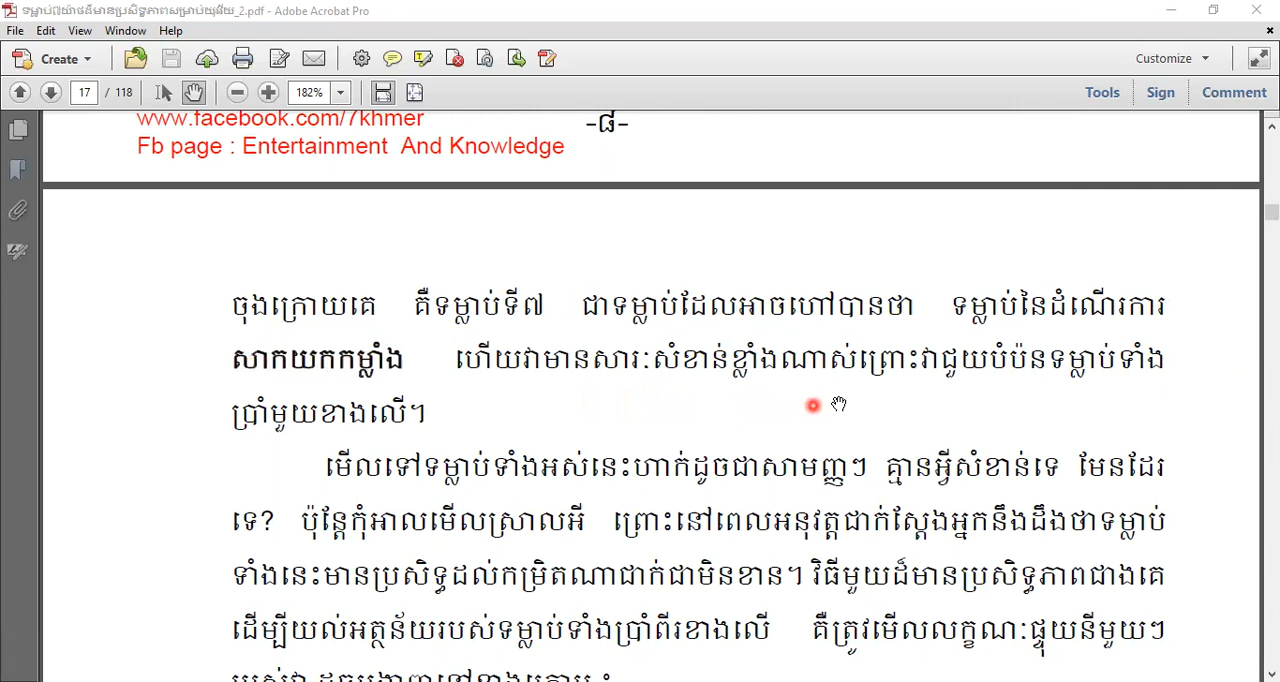 ទម្លាប់៧យ៉ាងដ៏មានប្រសិទ្ធភាពសម្រាប់យុវវ័យ_2.pdf - Adobe Acrobat Pro
File Edit View Window Help
Create Customize
17 / 118 182% Tools Sign Comment
www.facebook.com/7khmer
-៨-
Fb page : Entertainment And Knowledge
ចុងក្រោយគេ គឺទម្លាប់ទី៧ ជាទម្លាប់ដែលអាចហៅបានថា ទម្លាប់នៃដំណើរការ
សាកយកកម្លាំង ហើយវាមានសារៈសំខាន់ខ្លាំងណាស់ព្រោះវាជួយបំប៉នទម្លាប់ទាំង
ប្រាំមួយខាងលើ។
មើលទៅទម្លាប់ទាំងអស់នេះហាក់ដូចជាសាមញ្ញៗ គ្មានអ្វីសំខាន់ទេ មែនដែរ
ទេ? ប៉ុន្តែកុំអាលមើលស្រាលអី ព្រោះនៅពេលអនុវត្តជាក់ស្តែងអ្នកនឹងដឹងថាទម្លាប់
ទាំងនេះមានប្រសិទ្ធដល់កម្រិតណាជាក់ជាមិនខាន។ វិធីមួយដ៏មានប្រសិទ្ធភាពជាងគេ
ដើម្បីយល់អត្ថន័យរបស់ទម្លាប់ទាំងប្រាំពីរខាងលើ គឺត្រូវមើលលក្ខណៈផ្ទុយនីមួយៗ